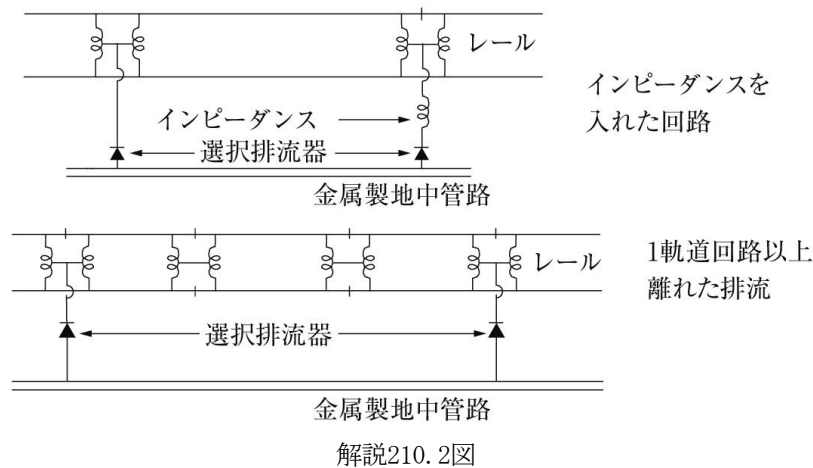 レール
インピーダンスを
入れた回路
インピーダンス
選択排流器
金属製地中管路
レール
1軌道回路以上
離れた排流
選択排流器
金属製地中管路
解説210.2図